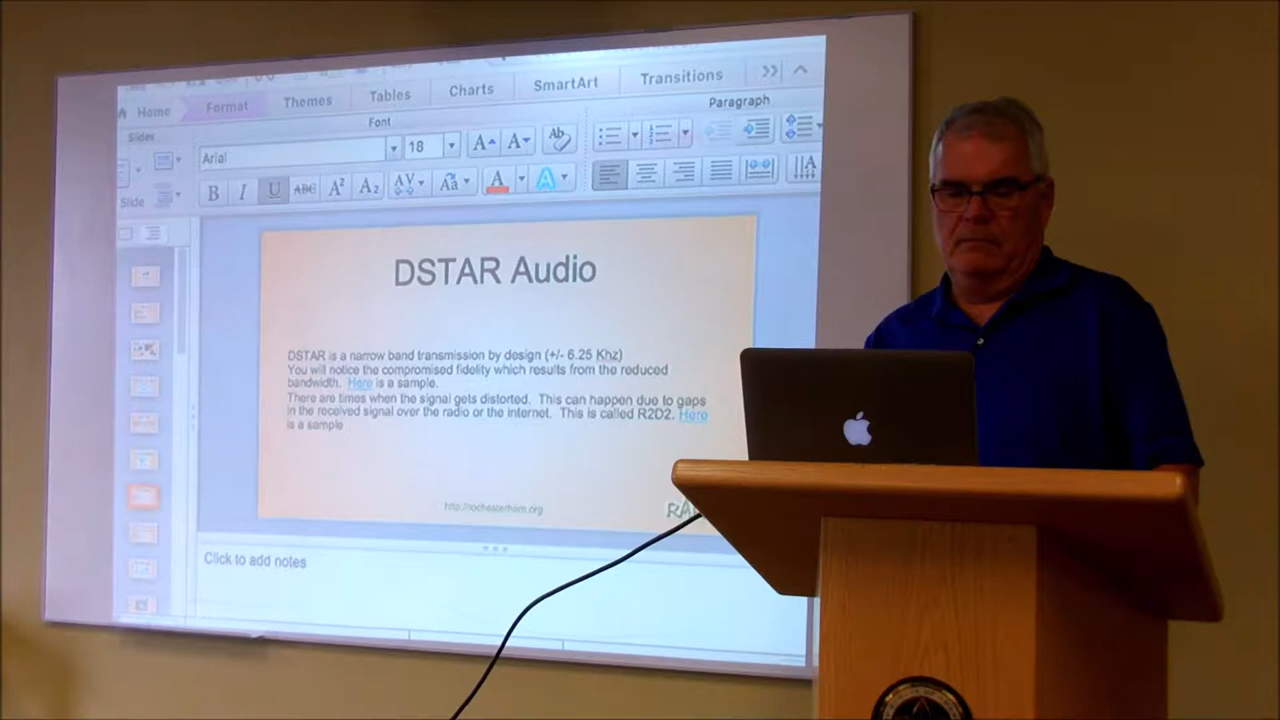 Home
Format
Themes
Tables
Charts
SmartArt
Transitions
Slides
Font
Paragraph
Arial
18
Slide
DSTAR Audio
DSTAR is a narrow band transmission by design (+/- 6.25 Khz)
You will notice the compromised fidelity which results from the reduced
bandwidth. Here is a sample.
There are times when the signal gets distorted. This can happen due to gaps
in the received signal over the radio or the internet. This is called R2D2. Here
is a sample
http://rochesterham.org
Click to add notes